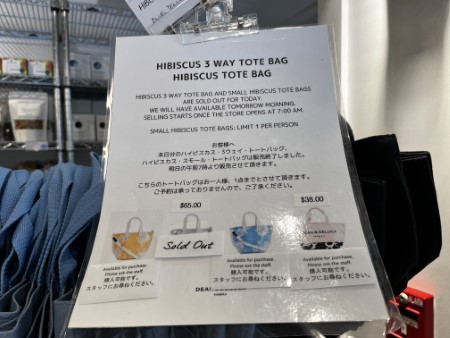 HIBISCUS 3 WAY TOTE BAG
HIBISCUS TOTE BAG
HIBISCUS 3 WAY TOTE BAG AND SMALL HIBISCUS TOTE BAGS
ARE SOLD OUT FOR TODAY.
WE WILL HAVE AVAILABLE TOMORROW MORNING.
SELLING STARTS ONCE THE STORE OPENS AT 7:00 AM.
SMALL HIBISCUS TOTE BAGS: LIMIT 1 PER PERSON
お客様へ
本日分のハイビスカス・3ウェイ・トートバッグ、
ハイビスカス・スモール・トートバッグは販売終了しました。
明日の午前7時より販売させて頂きます。
こちらのトートバッグはお一人様、1点までとさせて頂きます。
ご予約は承っておりませんので、ご了承ください。
$65.00
$38.00
Sold Out
DEAN & DELUCA
Available for purchase.
Please ask the staff.
購入可能です。
スタッフにお尋ねください。
Available for purchase.
Please ask the staff.
購入可能です。
スタッフにお尋ねください。
Available for purchase.
Please ask the staff.
購入可能です。
スタッフにお尋ねください。
DEAN